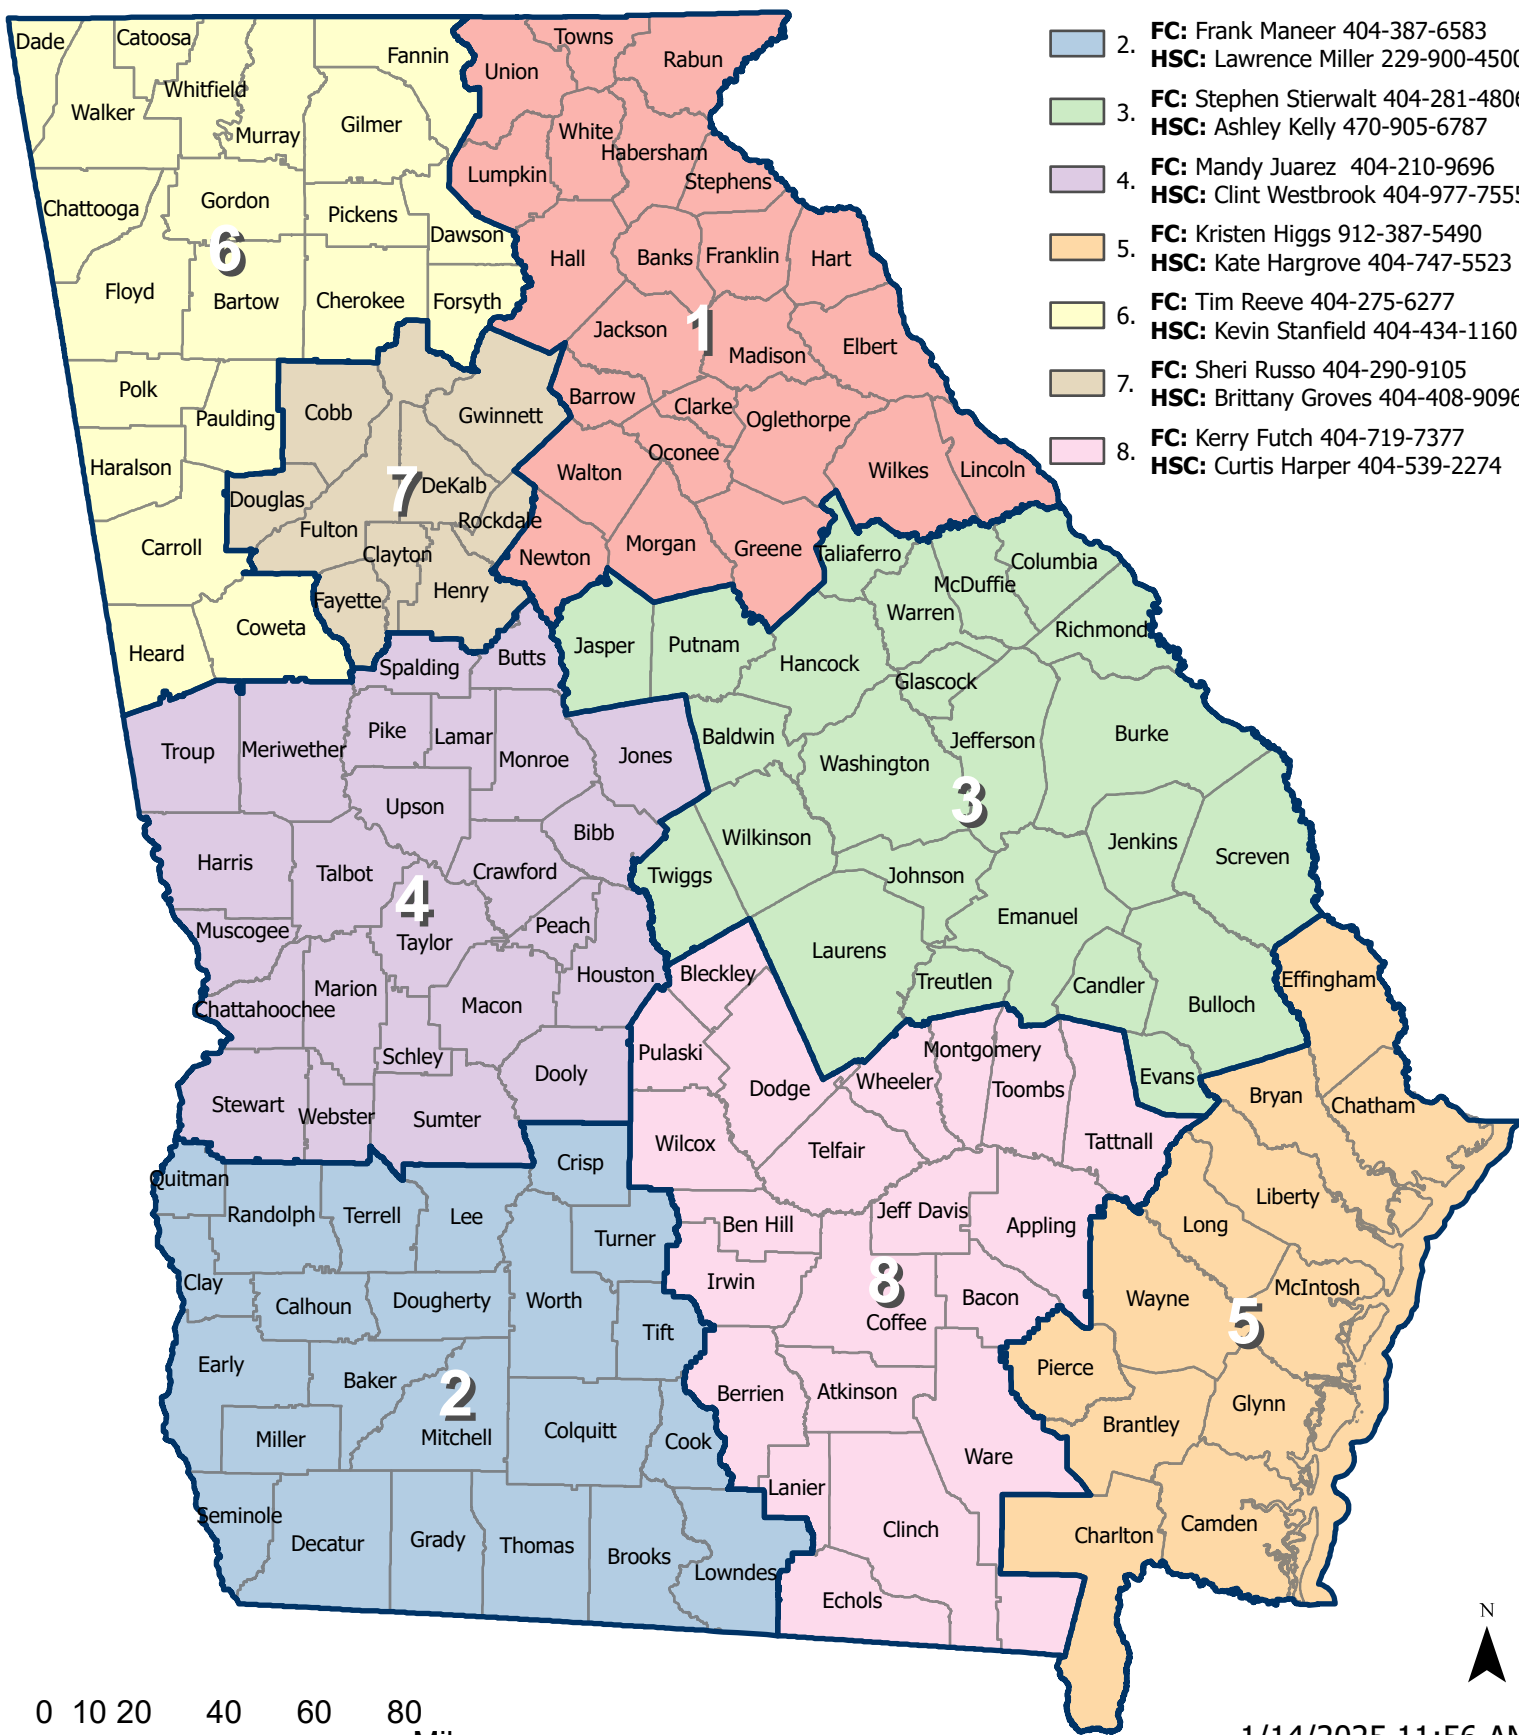 2. FC: Frank Maneer 404-387-6583
HSC: Lawrence Miller 229-900-4500
3. FC: Stephen Stierwalt 404-281-4806
HSC: Ashley Kelly 470-905-6787
4. FC: Mandy Juarez 404-210-9696
HSC: Clint Westbrook 404-977-7555
5. FC: Kristen Higgs 912-387-5490
HSC: Kate Hargrove 404-747-5523
6. FC: Tim Reeve 404-275-6277
HSC: Kevin Stanfield 404-434-1160
7. FC: Sheri Russo 404-290-9105
HSC: Brittany Groves 404-408-9096
8. FC: Kerry Futch 404-719-7377
HSC: Curtis Harper 404-539-2274
Dade
Catoosa
Fannin
Whitfield
Walker
Murray
Gilmer
Chattooga
Gordon
Pickens
Dawson
6
Floyd
Bartow
Cherokee
Forsyth
Polk
Paulding
Haralson
Carroll
Coweta
Heard
Towns
Union
Rabun
White
Habersham
Lumpkin
Stephens
Hall
Banks
Franklin
Hart
Jackson
1
Madison
Elbert
Barrow
Clarke
Oglethorpe
Oconee
Walton
Wilkes
Lincoln
Newton
Morgan
Greene
Cobb
Gwinnett
7
DeKalb
Douglas
Rockdale
Fulton
Clayton
Henry
Fayette
Taliaferro
Columbia
McDuffie
Warren
Richmond
Jasper
Putnam
Hancock
Glascock
Baldwin
Jefferson
Burke
Washington
3
Wilkinson
Jenkins
Screven
Twiggs
Johnson
Emanuel
Laurens
Treutlen
Candler
Bulloch
Evans
Spalding
Butts
Troup
Meriwether
Pike
Lamar
Monroe
Jones
Upson
Bibb
Harris
Talbot
Crawford
4
Peach
Muscogee
Taylor
Houston
Chattahoochee
Marion
Macon
Schley
Dooly
Stewart
Webster
Sumter
Bleckley
Pulaski
Montgomery
Dodge
Wheeler
Toombs
Wilcox
Telfair
Tattnall
Ben Hill
Jeff Davis
Appling
Irwin
8
Bacon
Coffee
Berrien
Atkinson
Ware
Lanier
Clinch
Echols
Effingham
Bryan
Chatham
Liberty
Long
McIntosh
Wayne
5
Pierce
Glynn
Brantley
Charlton
Camden
Quitman
Crisp
Randolph
Terrell
Lee
Turner
Clay
Calhoun
Dougherty
Worth
Tift
Early
Baker
2
Mitchell
Miller
Colquitt
Cook
Seminole
Decatur
Grady
Thomas
Brooks
Lowndes
N
0 10 20 40 60 80
1/14/2025 11:56 AM